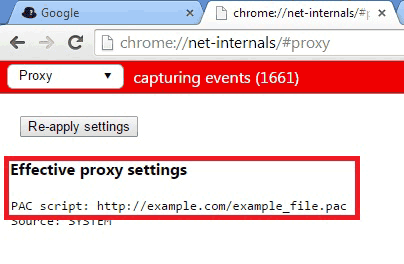 Google
chrome://net-internals/#p
chrome://net-internals/#proxy
Proxy
capturing events (1661)
Re-apply settings
Effective proxy settings
PAC script: http://example.com/example_file.pac
Source: SYSTEM